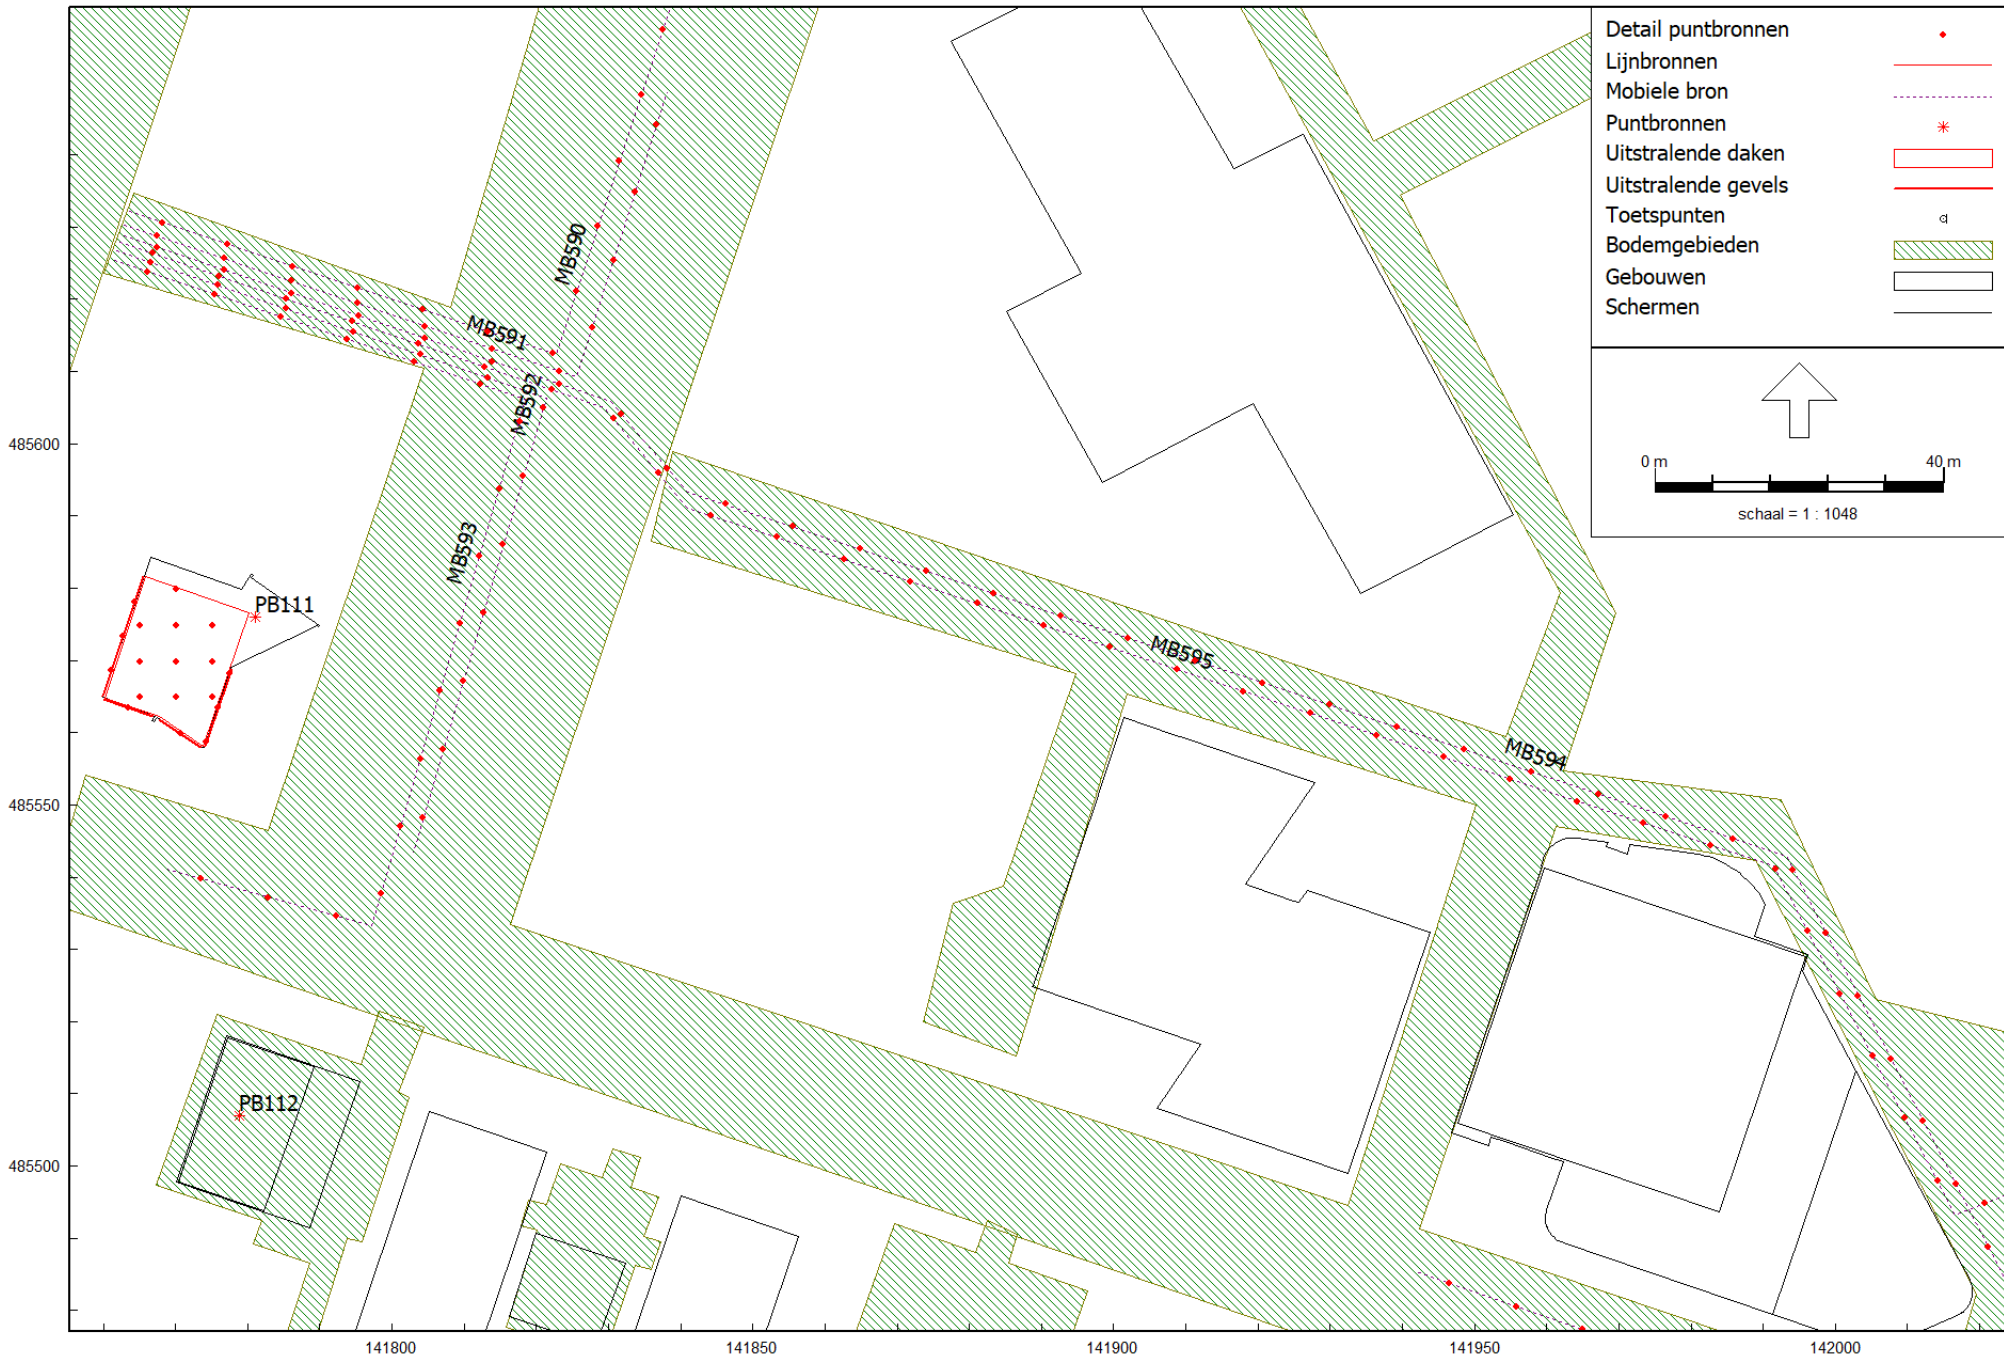 Detail puntbronnen
Lijnbronnen
Mobiele bron
Puntbronnen
Uitstralende daken
Uitstralende gevels
Toetspunten
Bodemgebieden
Gebouwen
Schermen
0 m 40 m
schaal = 1 : 1048
MB590
MB591
MB592
MB593
MB595
MB594
PB111
PB112
485600
485550
485500
141800 141850 141900 141950 142000